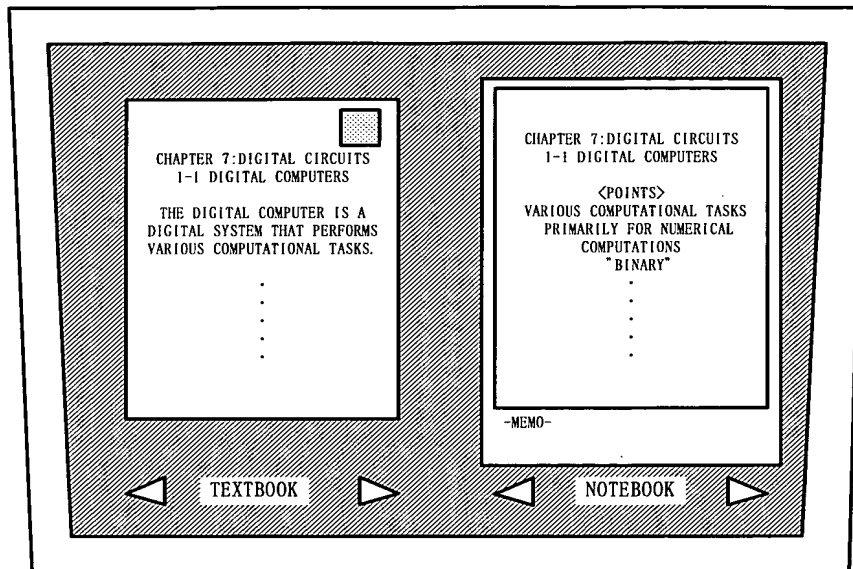 CHAPTER 7:DIGITAL CIRCUITS
1-1 DIGITAL COMPUTERS
THE DIGITAL COMPUTER IS A
DIGITAL SYSTEM THAT PERFORMS
VARIOUS COMPUTATIONAL TASKS.
TEXTBOOK
CHAPTER 7:DIGITAL CIRCUITS
1-1 DIGITAL COMPUTERS
<POINTS>
VARIOUS COMPUTATIONAL TASKS
PRIMARILY FOR NUMERICAL
COMPUTATIONS
"BINARY"
-MEMO-
NOTEBOOK